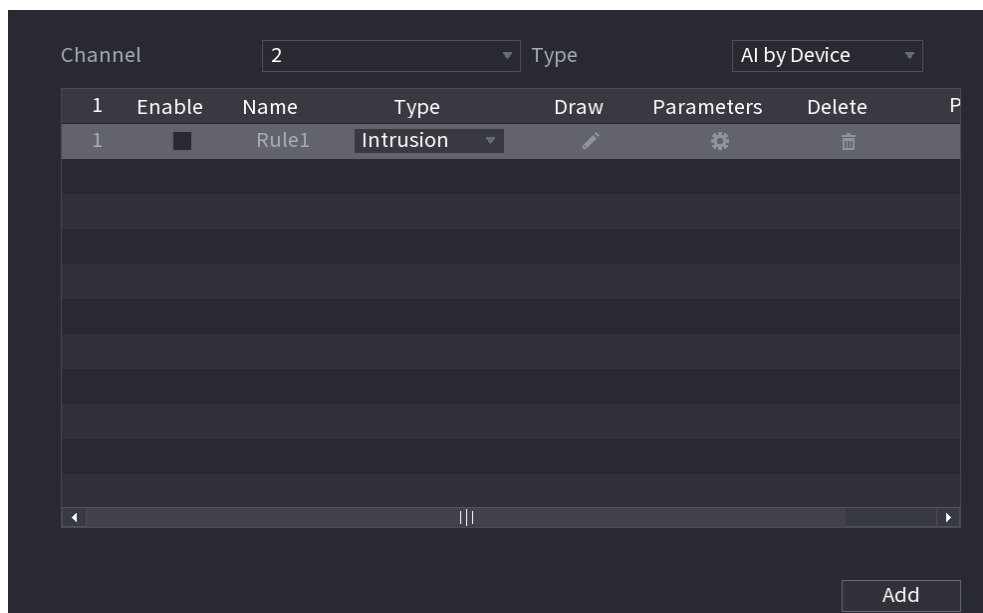 Channel 2 Type AI by Device
1 Enable Name Type Draw Parameters Delete P
1 Rule1 Intrusion
Add